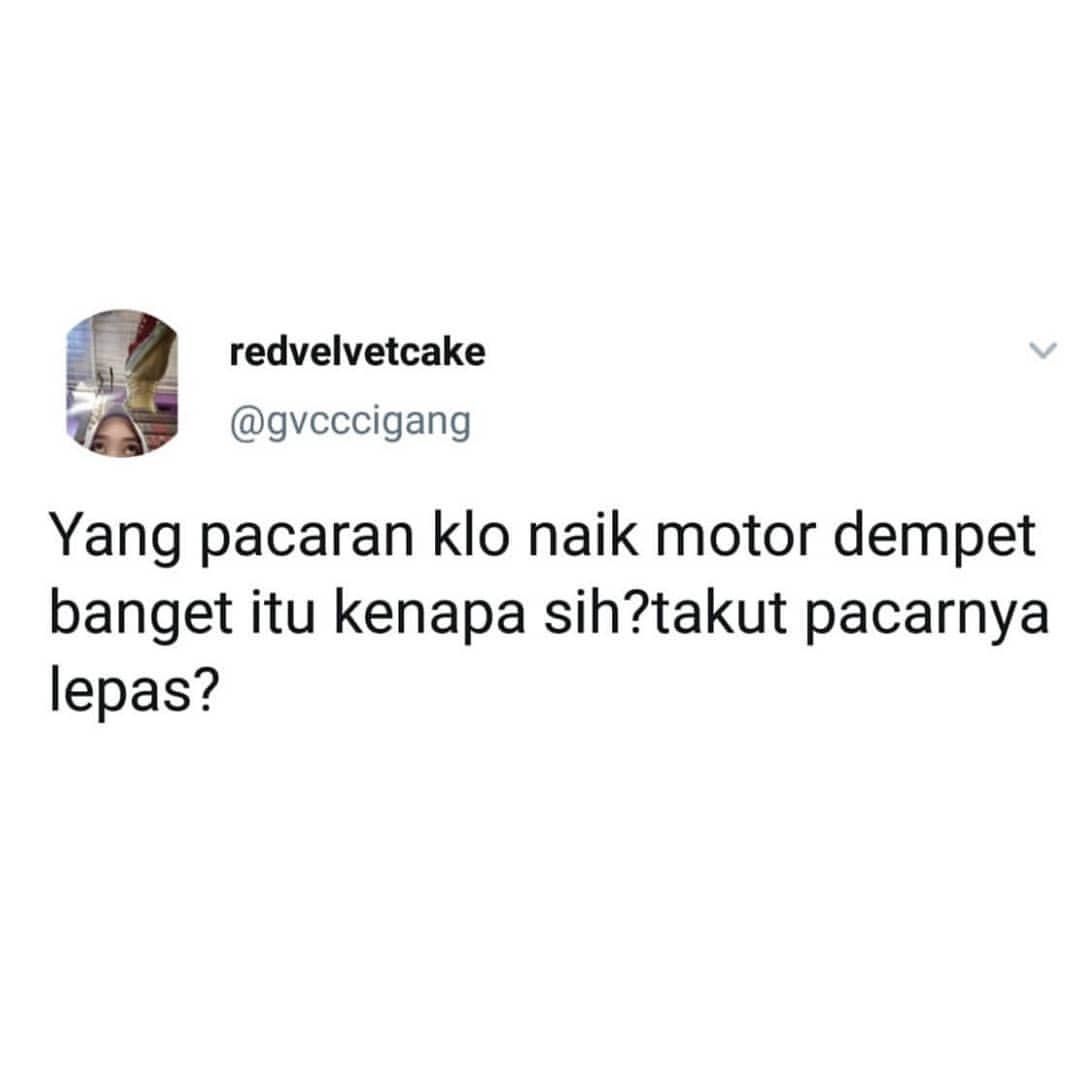 redvelvetcake
@gvcccigang
Yang pacaran klo naik motor dempet
banget itu kenapa sih?takut pacarnya
lepas?